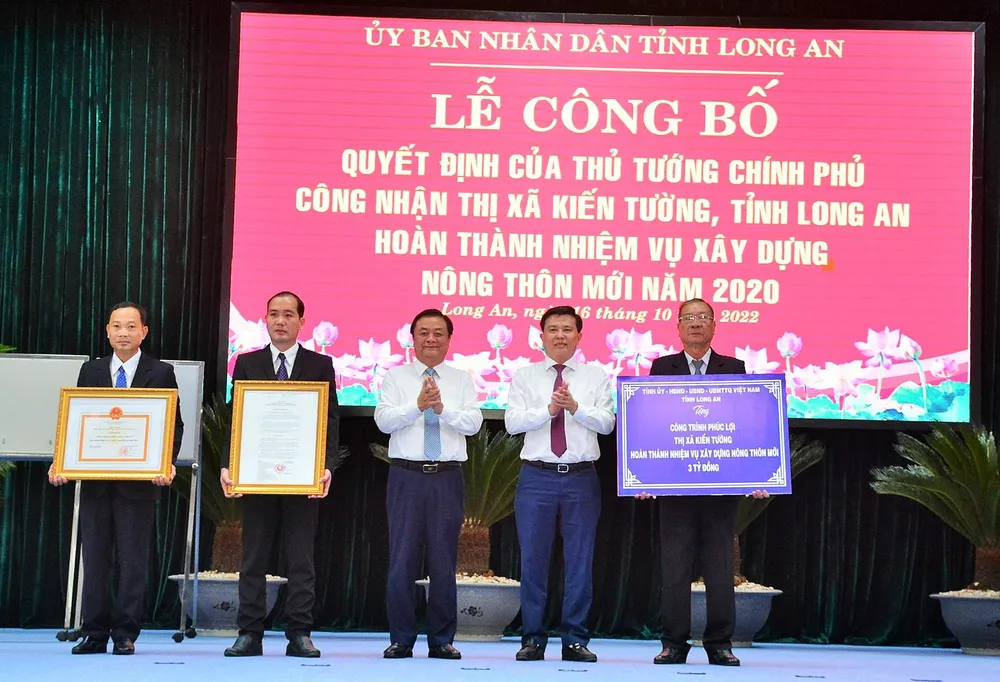 ỦY BAN NHÂN DÂN TỈNH LONG AN
LỄ CÔNG BỐ
QUYẾT ĐỊNH CỦA THỦ TƯỚNG CHÍNH PHỦ
CÔNG NHẬN THỊ XÃ KIẾN TƯỜNG, TỈNH LONG AN
HOÀN THÀNH NHIỆM VỤ XÂY DỰNG
NÔNG THÔN MỚI NĂM 2020
Long An, 16 tháng 10 2022
TỈNH ỦY - HĐND - UBND - UBMTTQ VIỆT NAM
TỈNH LONG AN
Tặng
CÔNG TRÌNH PHÚC LỢI
THỊ XÃ KIẾN TƯỜNG
HOÀN THÀNH NHIỆM VỤ XÂY DỰNG NÔNG THÔN MỚI
3 TỶ ĐỒNG